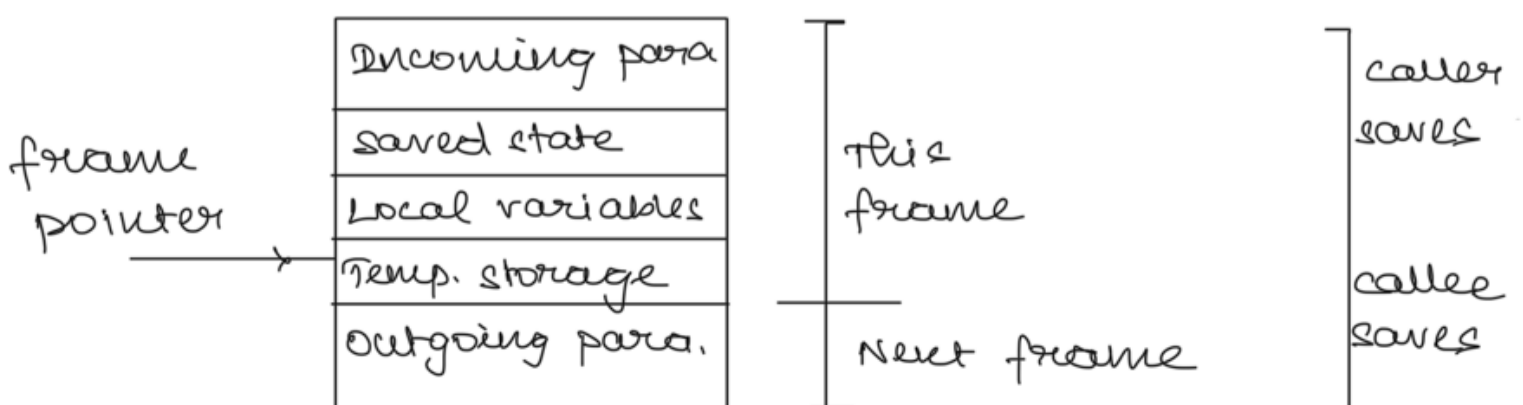 Incoming para
Saved state
Local variables
Temp. storage
Outgoing para.
frame
pointer
This
frame
Next frame
caller
saves
callee
saves